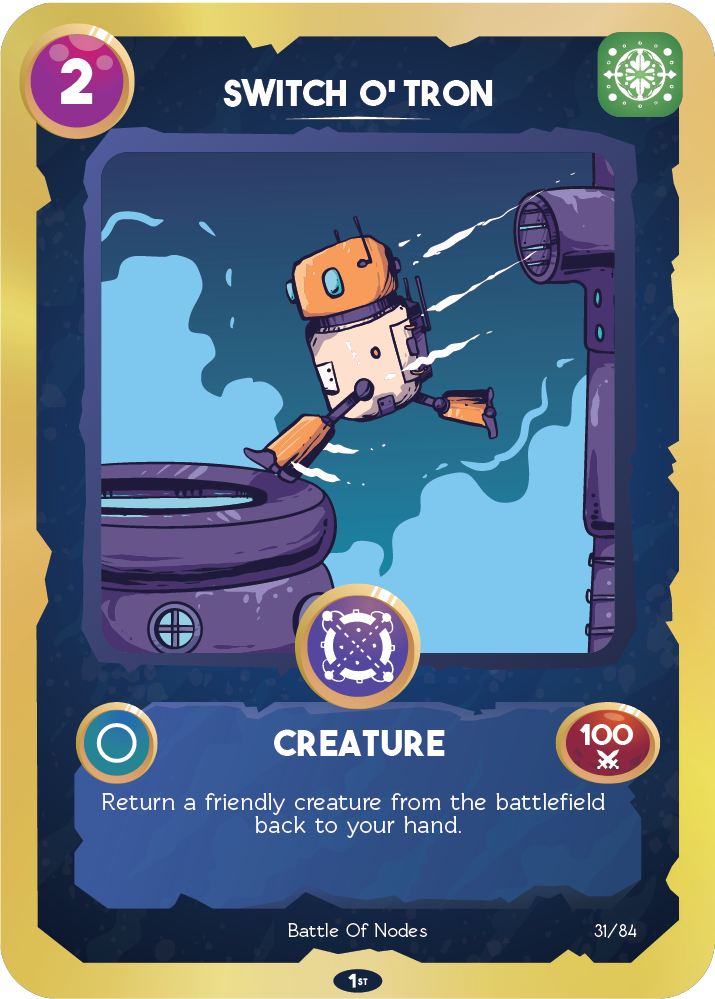 2
SWITCH O' TRON
CREATURE
100
Return a friendly creature from the battlefield
back to your hand.
Battle Of Nodes
31/84
1ST